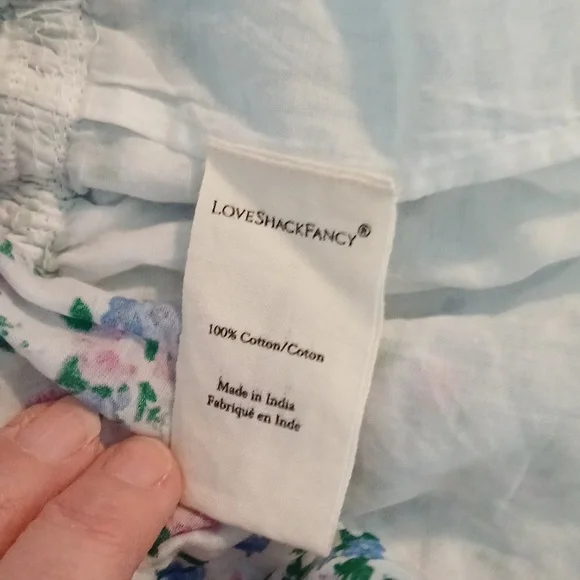 LOVESHACKFANCY®
100% Cotton/Coton
Made in India
Fabriqué en Inde